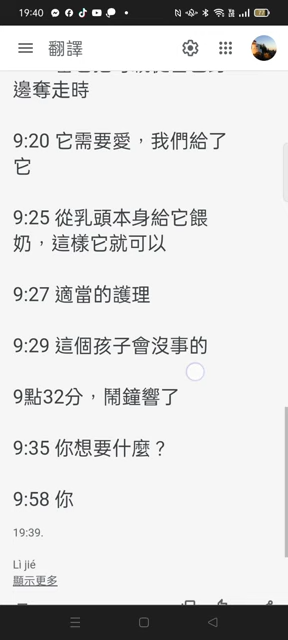 19:40
翻譯
邊奪走時
9:20 它需要愛，我們給了
它
9:25 從乳頭本身給它餵
奶，這樣它就可以
9:27 適當的護理
9:29 這個孩子會沒事的
9點32分，鬧鐘響了
9:35 你想要什麼？
9:58 你
19:39.
Lì jié
顯示更多